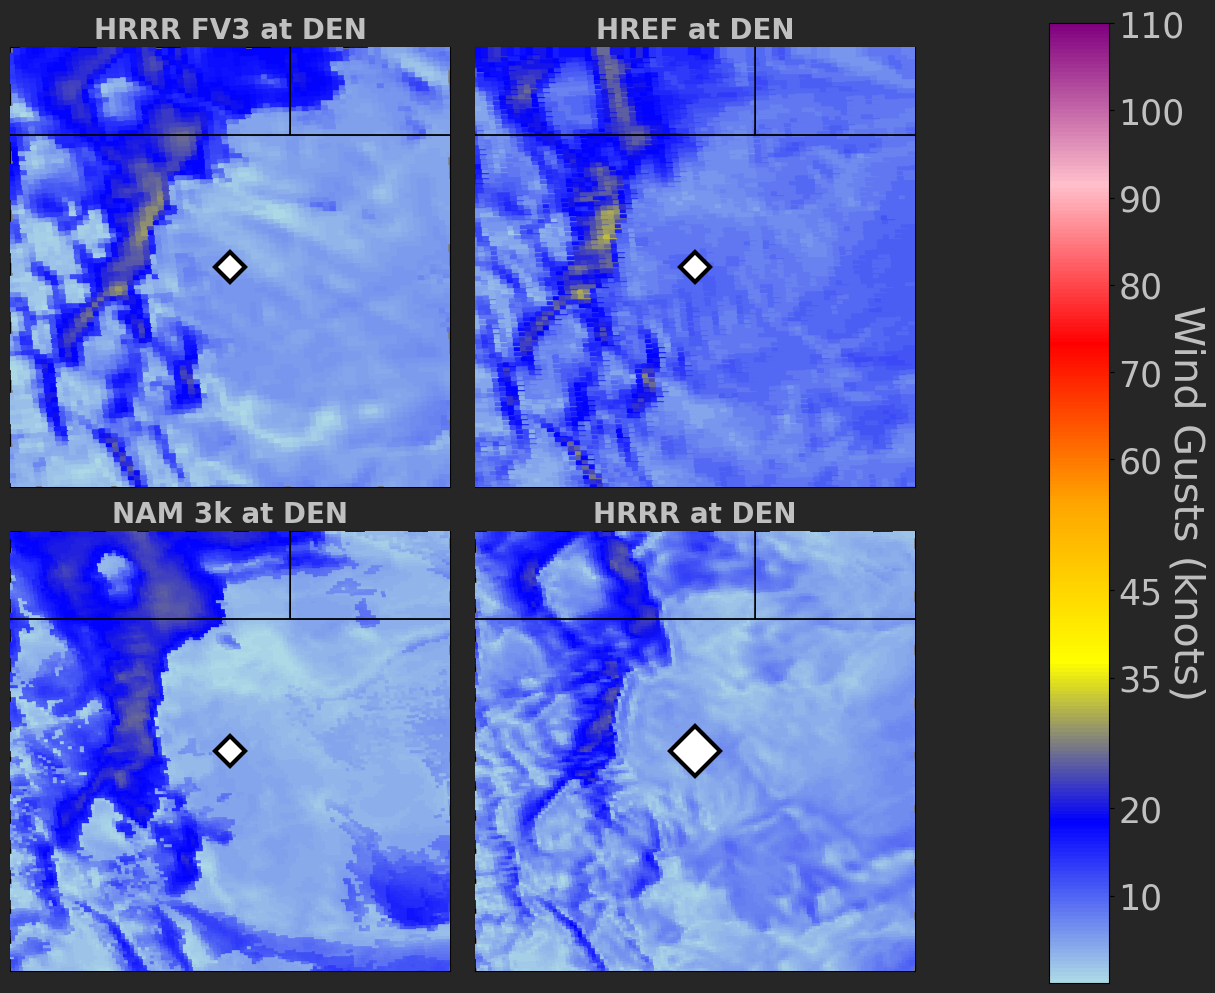 HRRR FV3 at DEN
HREF at DEN
NAM 3k at DEN
HRRR at DEN
110
100
90
80
70
60
45
35
20
10
Wind Gusts (knots)